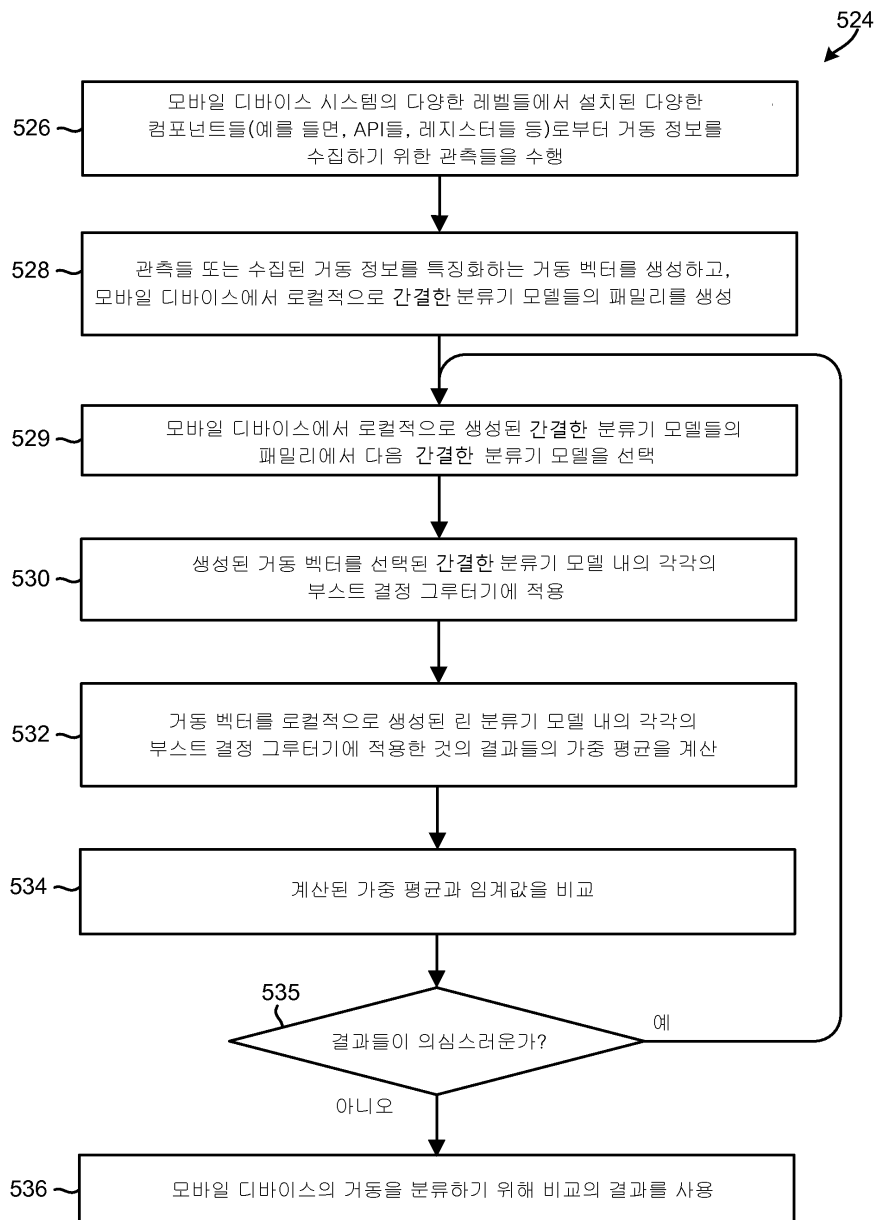 524
526
모바일 디바이스 시스템의 다양한 레벨들에서 설치된 다양한
컴포넌트들(예를 들면, API들, 레지스터들 등)로부터 거동 정보를
수집하기 위한 관측들을 수행
528
관측들 또는 수집된 거동 정보를 특징화하는 거동 벡터를 생성하고,
모바일 디바이스에서 로컬적으로 간결한 분류기 모델들의 패밀리를 생성
529
모바일 디바이스에서 로컬적으로 생성된 간결한 분류기 모델들의
패밀리에서 다음 간결한 분류기 모델을 선택
530
생성된 거동 벡터를 선택된 간결한 분류기 모델 내의 각각의
부스트 결정 그루터기에 적용
532
거동 벡터를 로컬적으로 생성된 린 분류기 모델 내의 각각의
부스트 결정 그루터기에 적용한 것의 결과들의 가중 평균을 계산
534
계산된 가중 평균과 임계값을 비교
535
결과들이 의심스러운가?
예
아니오
536
모바일 디바이스의 거동을 분류하기 위해 비교의 결과를 사용